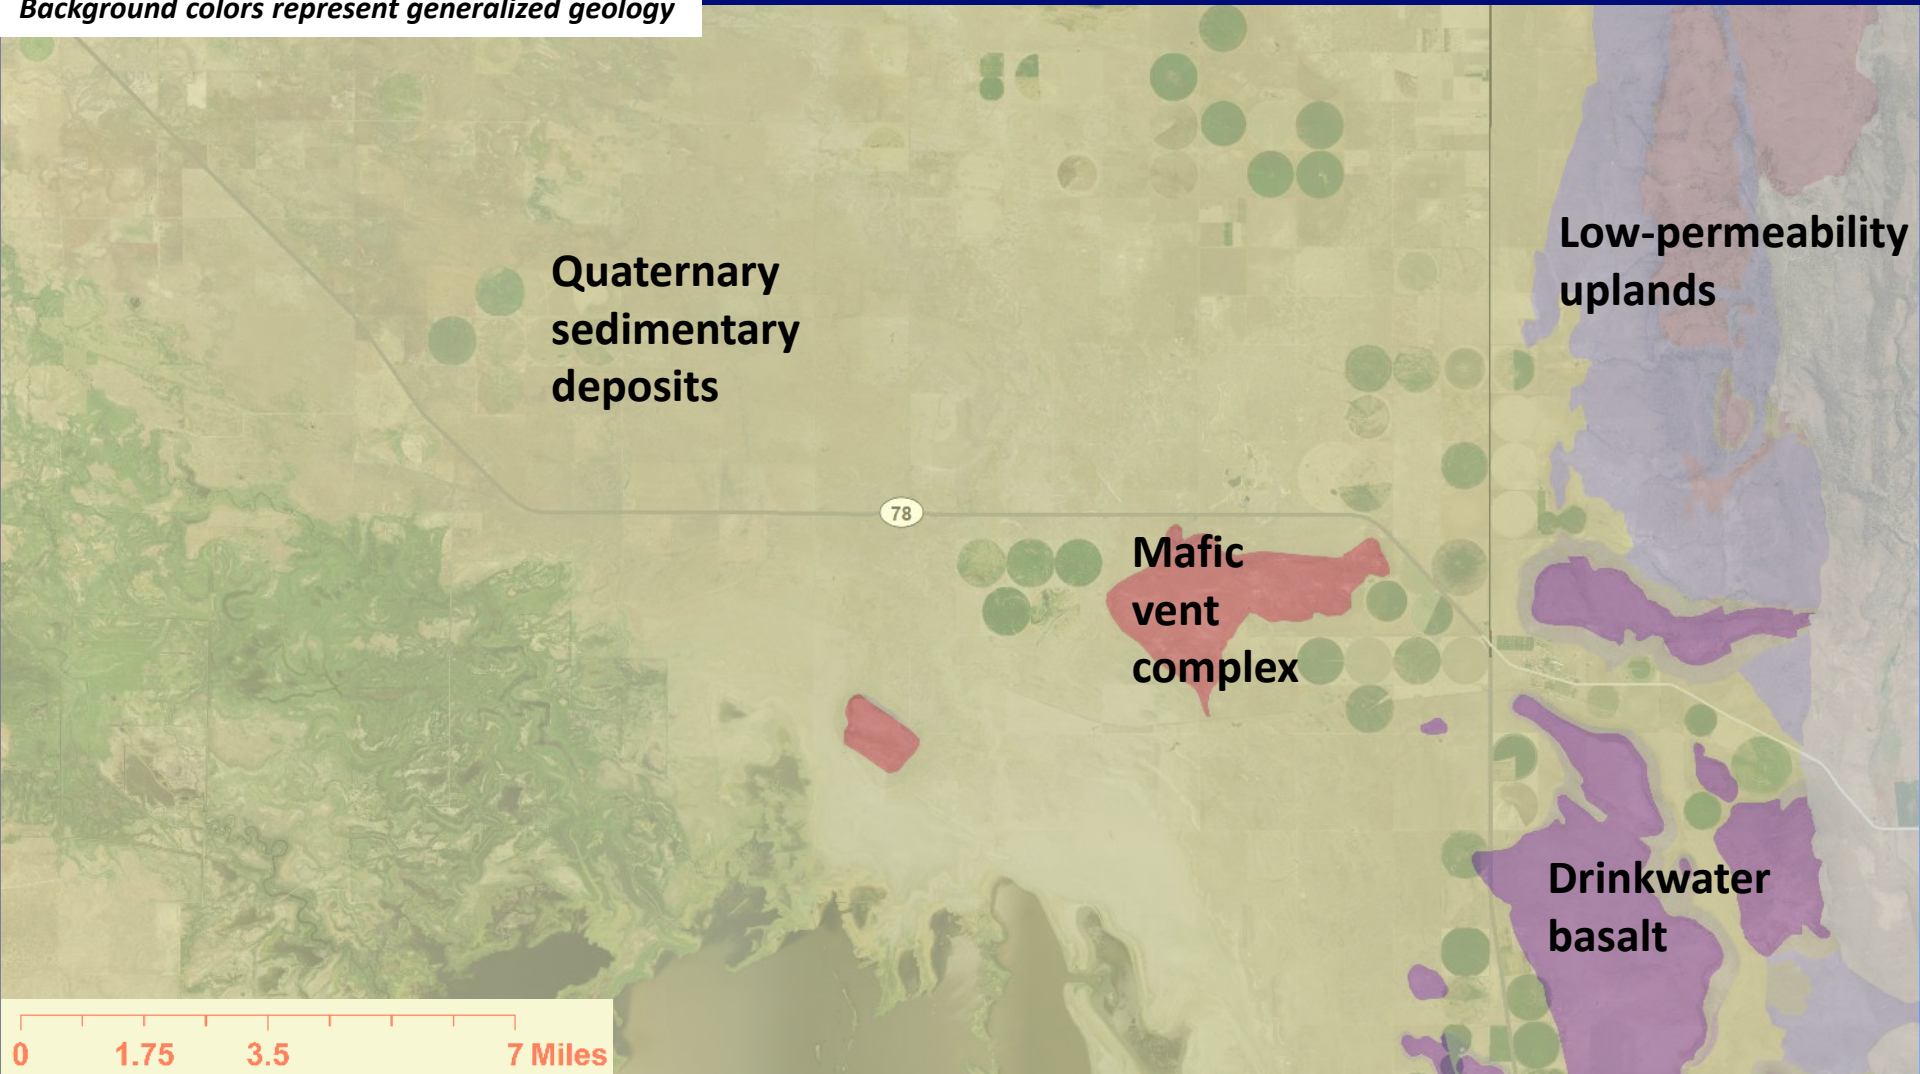 Background colors represent generalized geology
Low-permeability
uplands
Quaternary
sedimentary
deposits
78
Mafic
vent
complex
Drinkwater
basalt
0 1.75 3.5 7 Miles